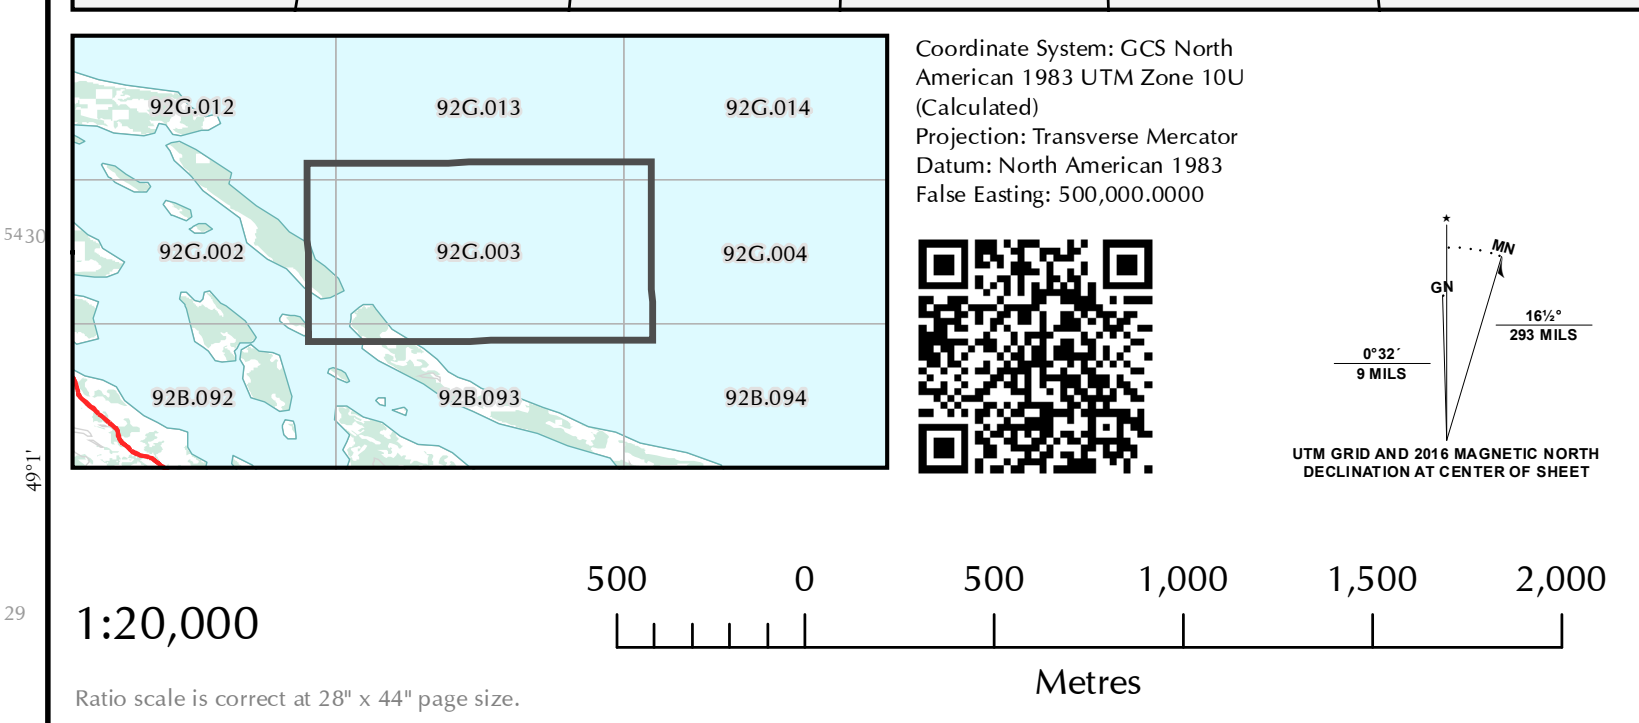 92G.012
92G.013
92G.014
92G.002
92G.003
92G.004
92B.092
92B.093
92B.094
Coordinate System: GCS North
American 1983 UTM Zone 10U
(Calculated)
Projection: Transverse Mercator
Datum: North American 1983
False Easting: 500,000.0000
MN
GN
16½°
293 MILS
0°32´
9 MILS
UTM GRID AND 2016 MAGNETIC NORTH
DECLINATION AT CENTER OF SHEET
5430
49°1'
29
1:20,000
Ratio scale is correct at 28" x 44" page size.
500 0 500 1,000 1,500 2,000
Metres